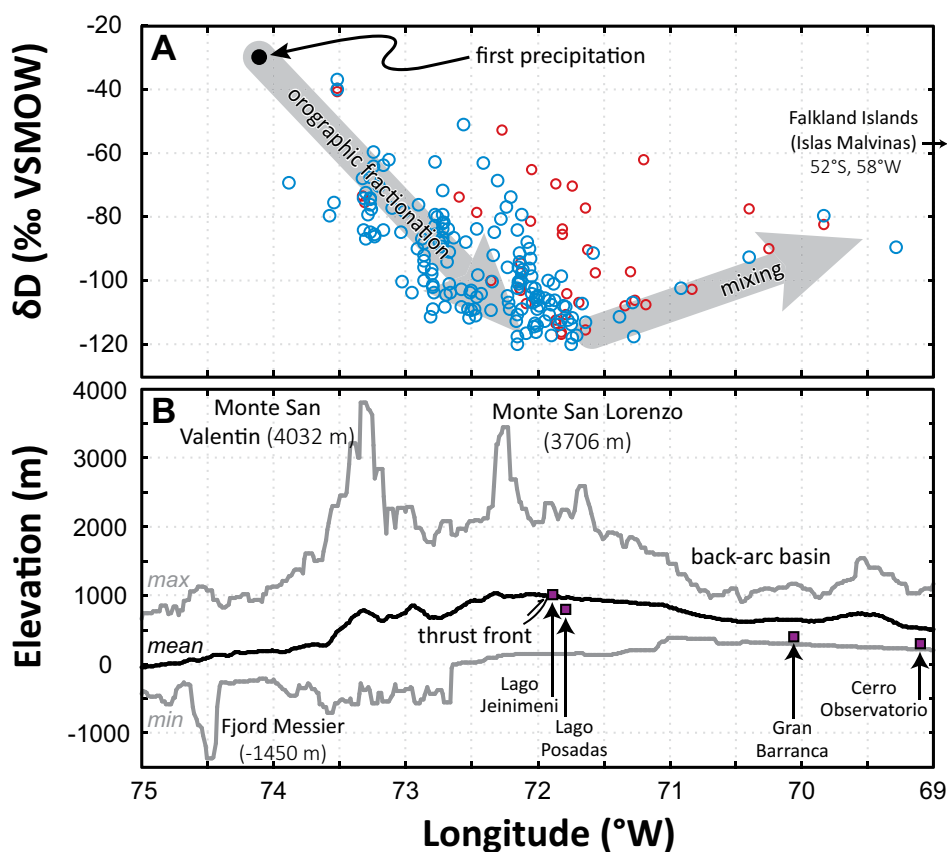 A
first precipitation
orographic fractionation
mixing
Falkland Islands
(Islas Malvinas)
52°S, 58°W
δD (‰ VSMOW)
-20
-40
-60
-80
-100
-120
B
Monte San
Valentin (4032 m)
Monte San Lorenzo
(3706 m)
back-arc basin
max
mean
min
thrust front
Lago
Jeinimeni
Lago
Posadas
Gran
Barranca
Cerro
Observatorio
Fjord Messier
(-1450 m)
Elevation (m)
4000
3000
2000
1000
0
-1000
75 74 73 72 71 70 69
Longitude (°W)